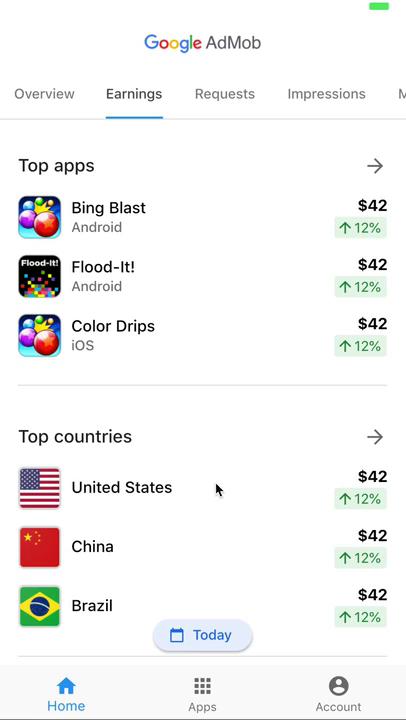 Google AdMob
Overview
Earnings
Requests
Impressions
M
Top apps
Bing Blast
Android
$42
12%
Flood-It!
Flood-It!
Android
$42
12%
Color Drips
iOS
$42
12%
Top countries
United States
$42
12%
China
$42
12%
Brazil
$42
12%
Today
Home
Apps
Account